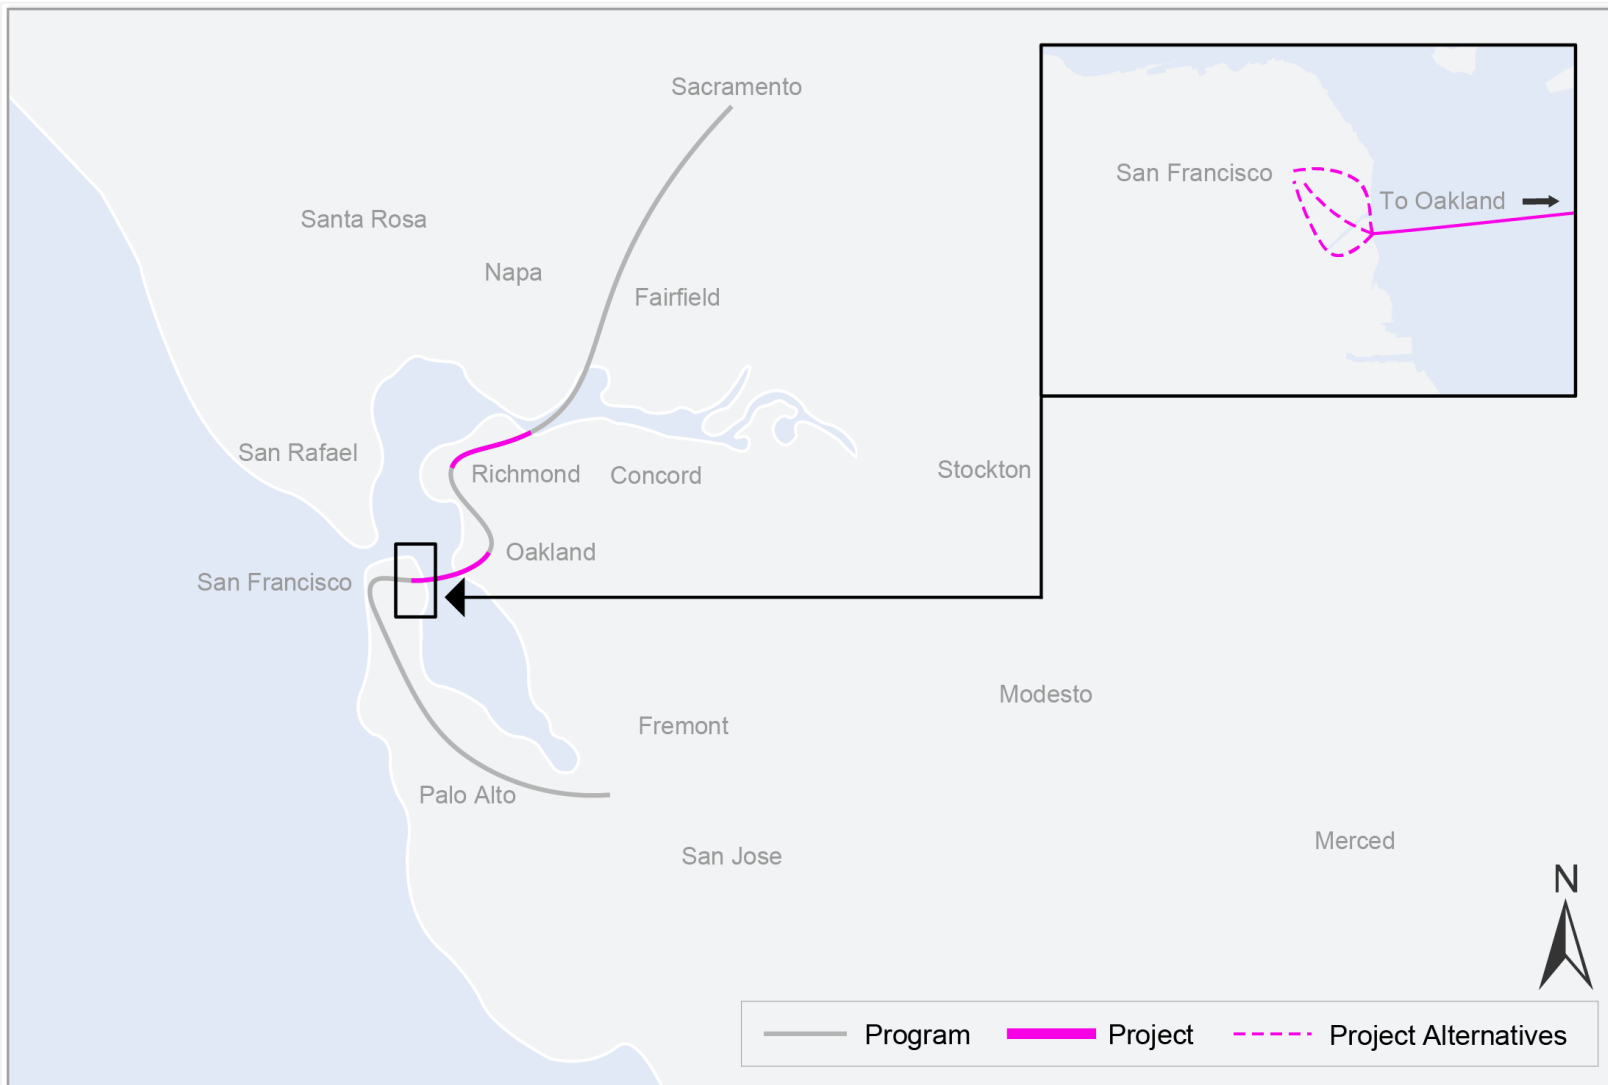 Sacramento
San Francisco
To Oakland
Santa Rosa
Napa
Fairfield
San Rafael
Richmond
Concord
Stockton
Oakland
San Francisco
Modesto
Fremont
Palo Alto
Merced
San Jose
N
Program
Project
Project Alternatives